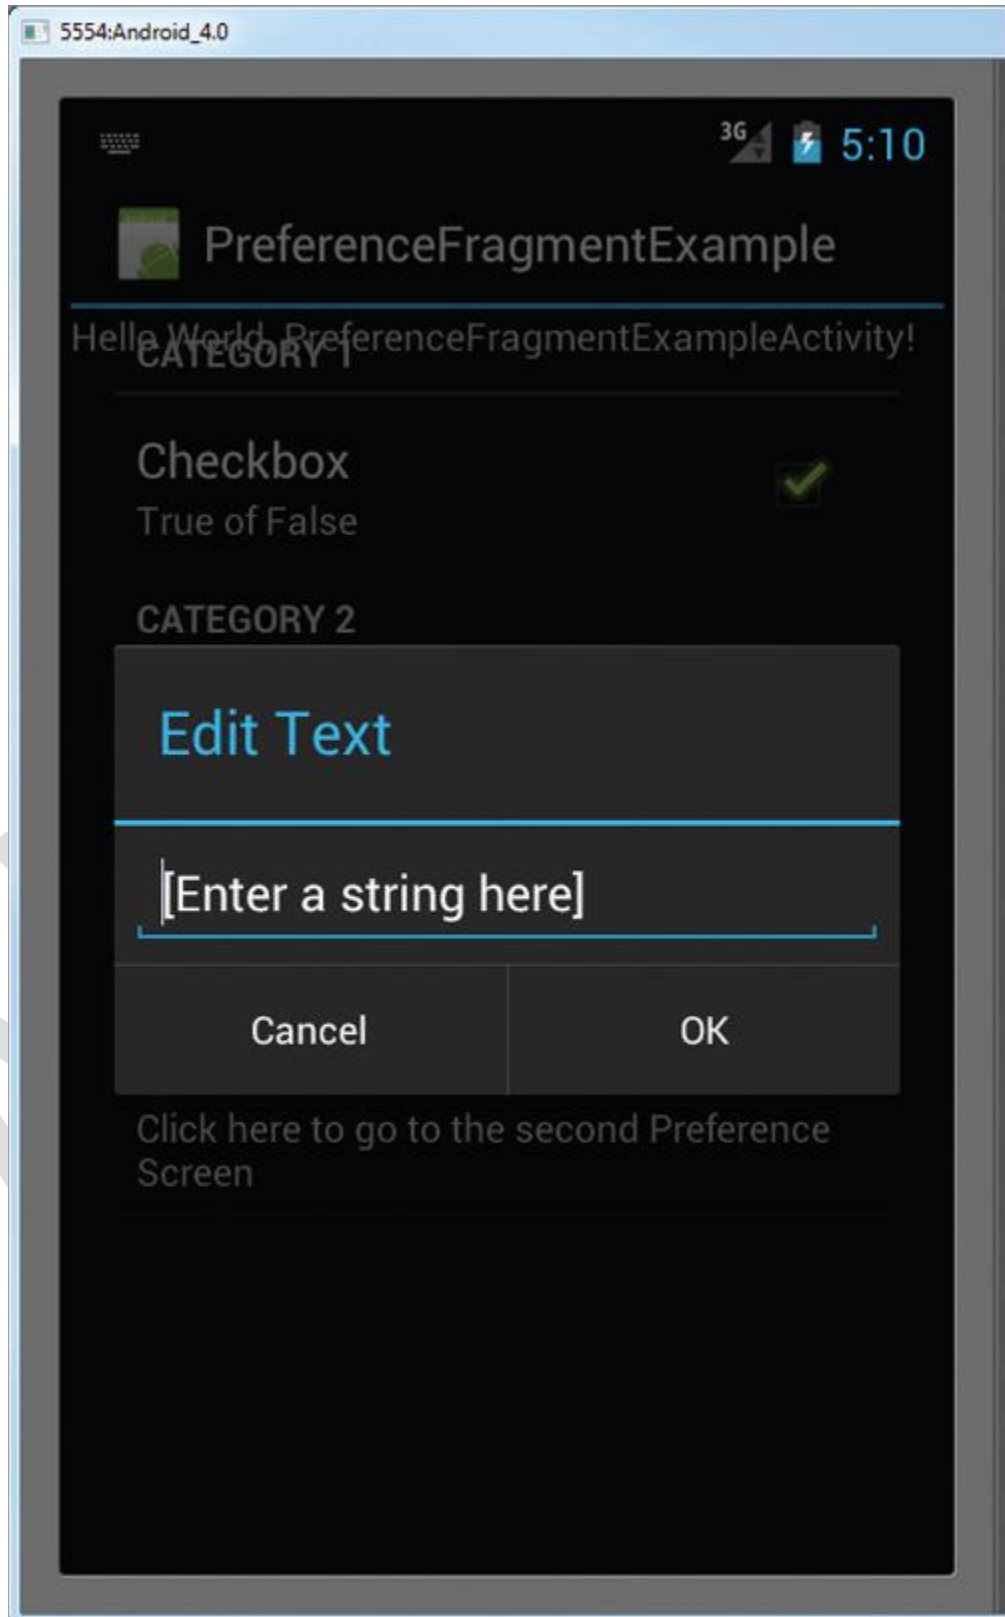 5554:Android_4.0
3G 5:10
PreferenceFragmentExample
Hello World, PreferenceFragmentExampleActivity!
CATEGORY 1
Checkbox
True of False
CATEGORY 2
Edit Text
[Enter a string here]
Cancel OK
Click here to go to the second Preference
Screen